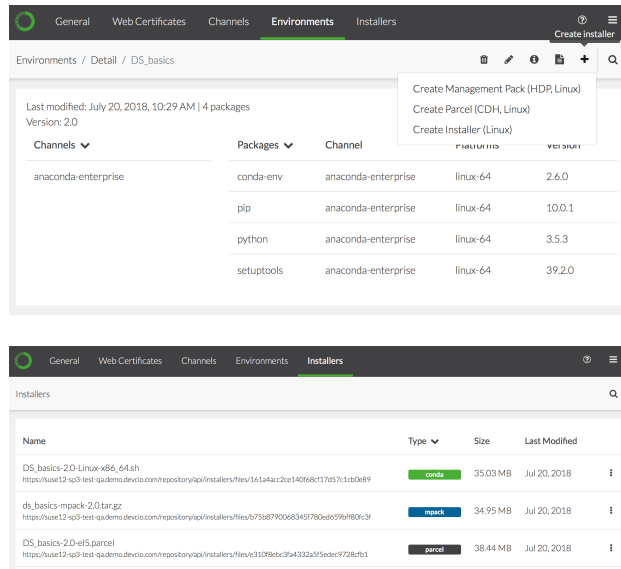 General Web Certificates Channels Environments Installers
Create installer
Environments / Detail / DS_basics
Create Management Pack (HDP, Linux)
Create Parcel (CDH, Linux)
Create Installer (Linux)
Last modified: July 20, 2018, 10:29 AM | 4 packages
Version: 2.0
Channels Packages Channel Platforms Version
anaconda-enterprise conda-env anaconda-enterprise linux-64 2.6.0
pip anaconda-enterprise linux-64 10.0.1
python anaconda-enterprise linux-64 3.5.3
setuptools anaconda-enterprise linux-64 39.2.0
General Web Certificates Channels Environments Installers
Installers
Name Type Size Last Modified
DS_basics-2.0-Linux-x86_64.sh conda 35.03 MB Jul 20, 2018
https://suse12-sp3-test-qa.demo.devcio.com/repository/api/installers/files/161a4acc2ce140f68cf17d57c1cb0e89
ds_basics-mpack-2.0.tar.gz mpack 34.95 MB Jul 20, 2018
https://suse12-sp3-test-qa.demo.devcio.com/repository/api/installers/files/b75b8790068345f780ed659bff80fc3f
DS_basics-2.0-el5.parcel parcel 38.44 MB Jul 20, 2018
https://suse12-sp3-test-qa.demo.devcio.com/repository/api/installers/files/e310f8ebc3fa4332a5f5edec9728cfb1